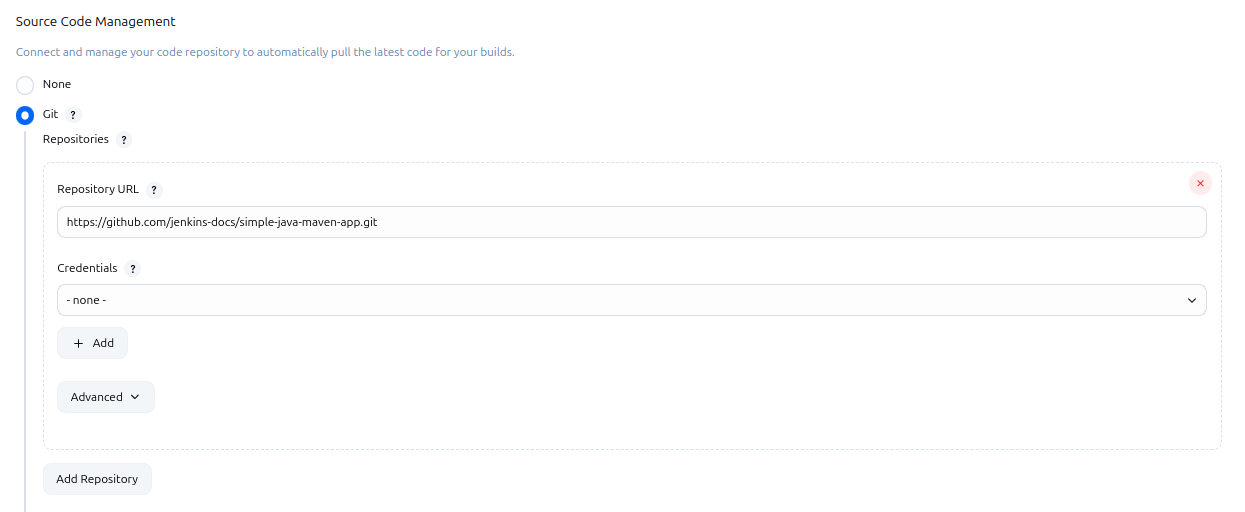 Source Code Management
Connect and manage your code repository to automatically pull the latest code for your builds.
None
Git ?
Repositories ?
Repository URL ?
https://github.com/jenkins-docs/simple-java-maven-app.git
Credentials ?
- none -
+ Add
Advanced
Add Repository